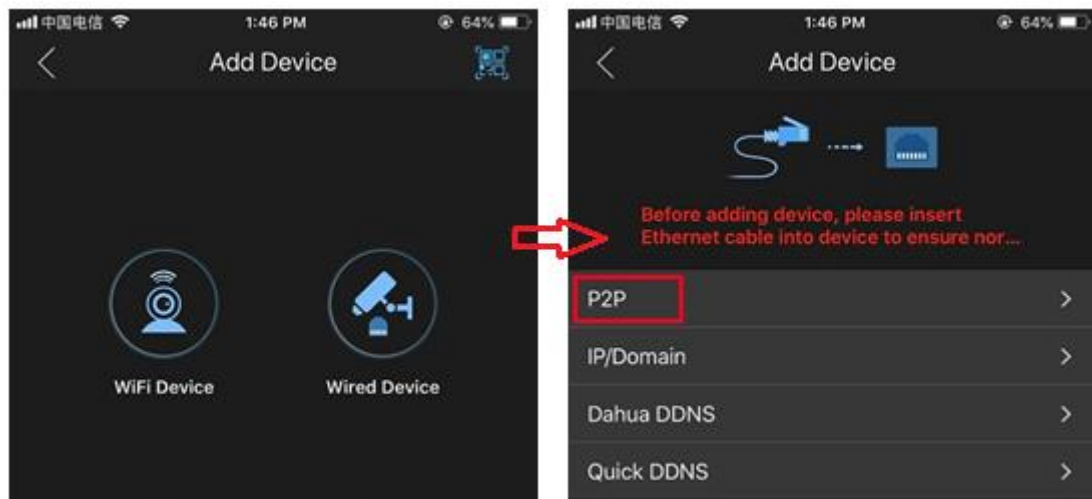 中国电信 1:46 PM 64%
Add Device
WiFi Device Wired Device
中国电信 1:46 PM 64%
Add Device
Before adding device, please insert
Ethernet cable into device to ensure nor...
P2P
IP/Domain
Dahua DDNS
Quick DDNS